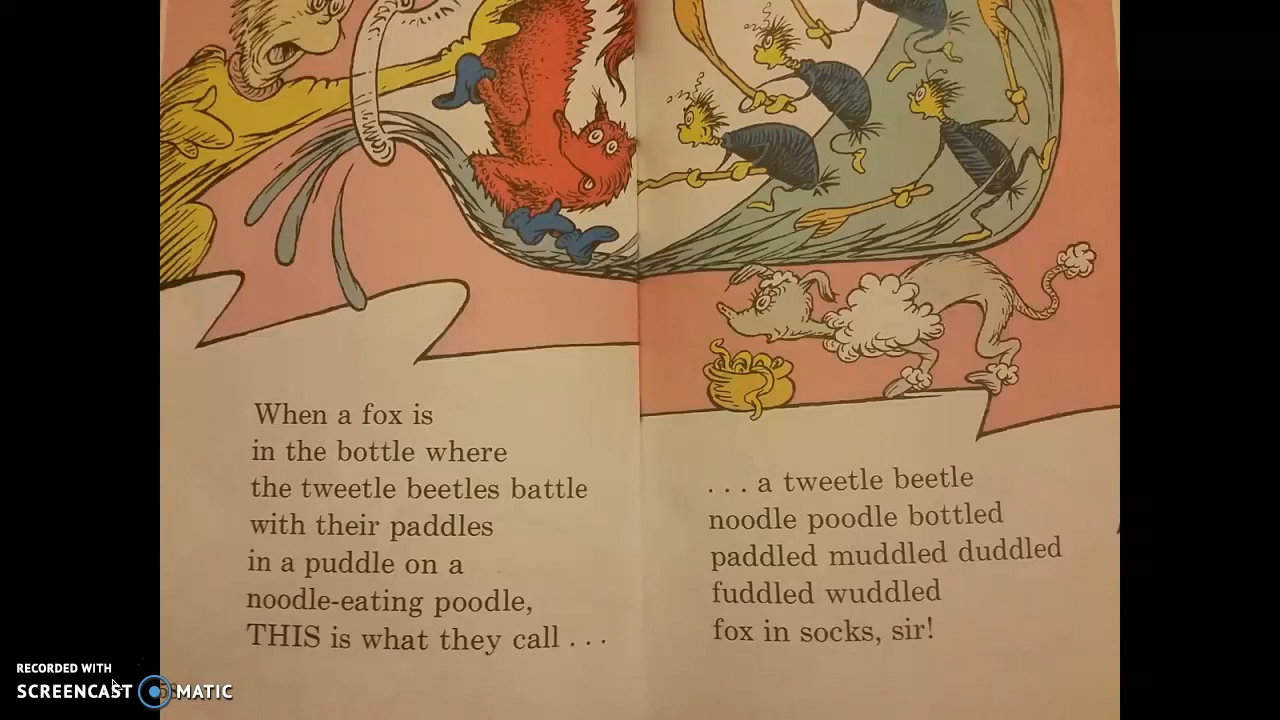 When a fox is
in the bottle where
the tweetle beetles battle
with their paddles
in a puddle on a
noodle-eating poodle,
THIS is what they call . . .
. . . a tweetle beetle
noodle poodle bottled
paddled muddled duddled
fuddled wuddled
fox in socks, sir!
RECORDED WITH
SCREENCAST MATIC